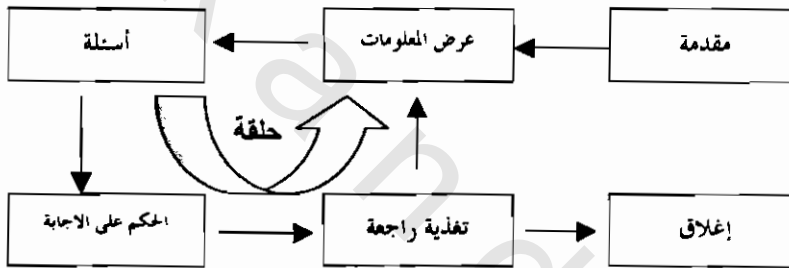 مقدمة
عرض المعلومات
أسئلة
حلقة
الحكم على الاجابة
تغذية راجعة
إغلاق